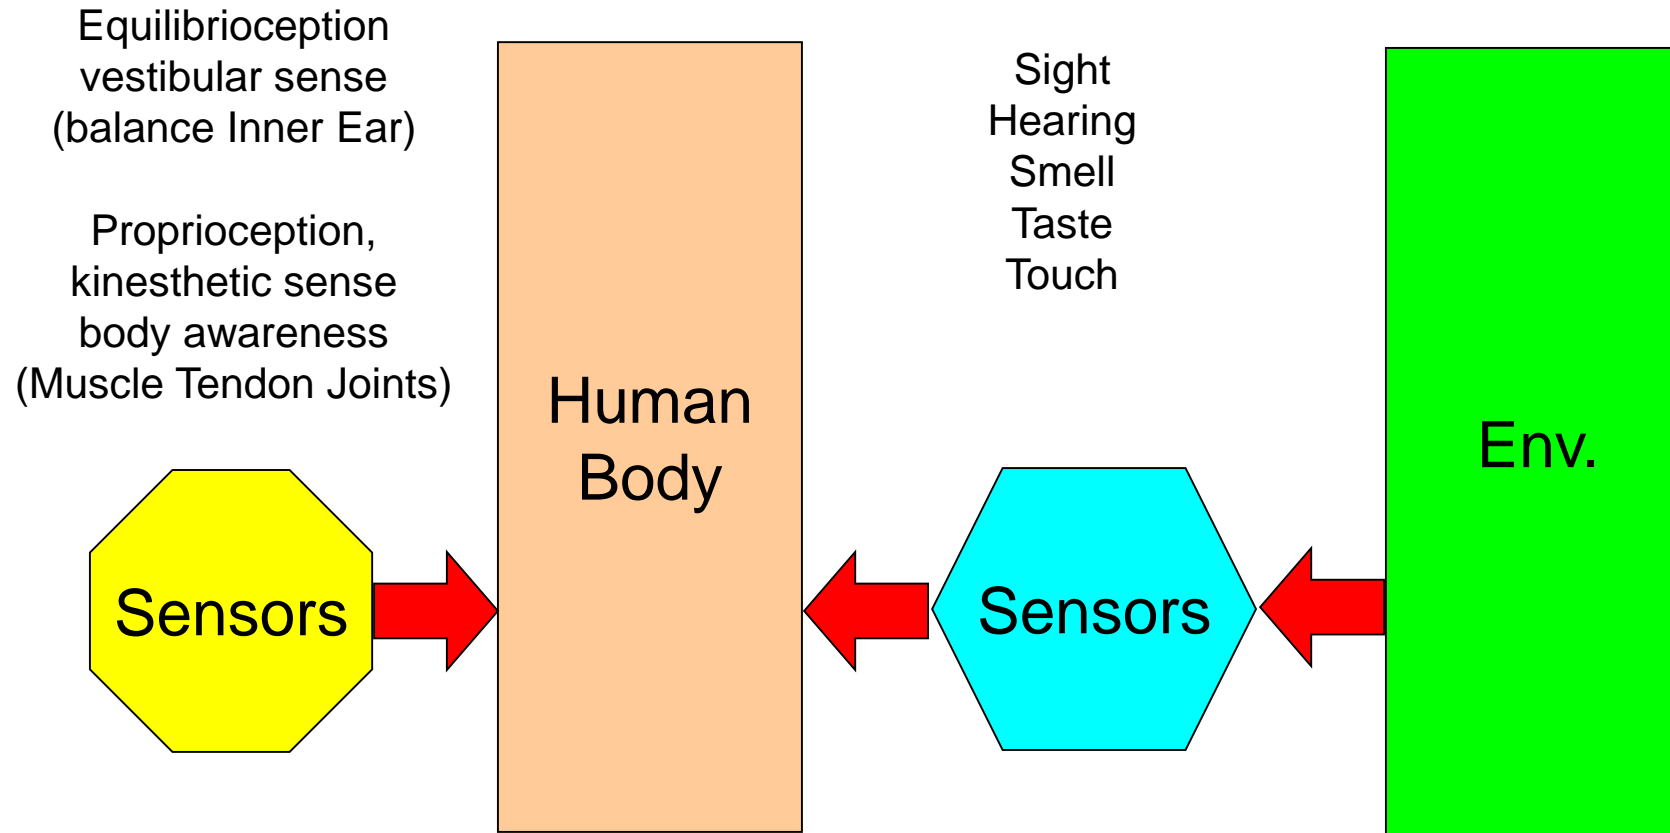 Equilibrioception
vestibular sense
(balance Inner Ear)
Proprioception,
kinesthetic sense
body awareness
(Muscle Tendon Joints)
Sensors
Human
Body
Sight
Hearing
Smell
Taste
Touch
Sensors
Env.